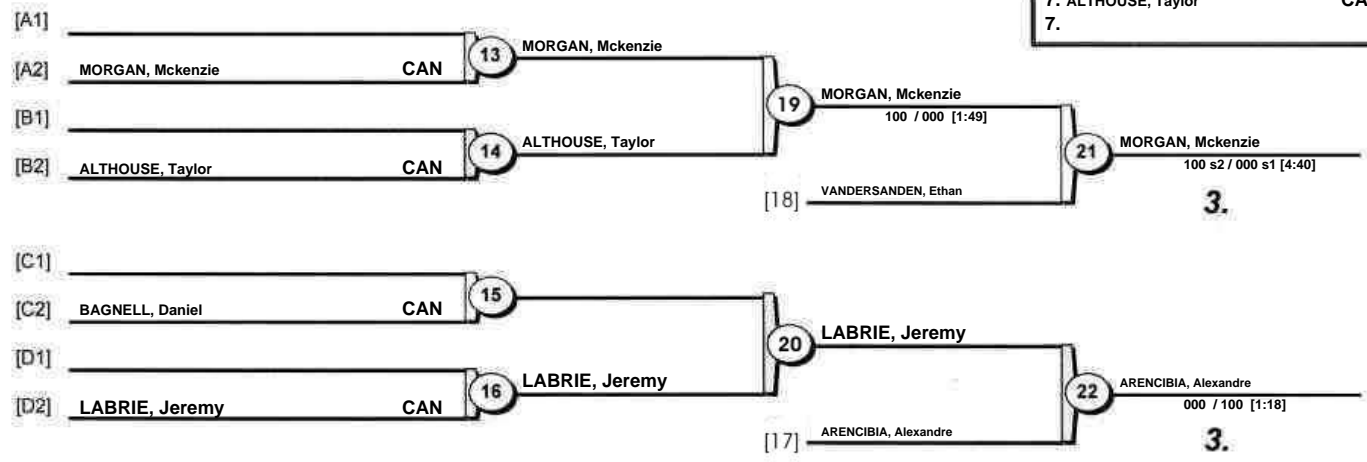 7. ALTHOUSE, Taylor CA
7.
[A1]
13 MORGAN, Mckenzie
[A2] MORGAN, Mckenzie CAN
19 MORGAN, Mckenzie
100 / 000 [1:49]
[B1]
14 ALTHOUSE, Taylor
[B2] ALTHOUSE, Taylor CAN
21 MORGAN, Mckenzie
100 s2 / 000 s1 [4:40]
[18] VANDERSANDEN, Ethan
3.
[C1]
15
[C2] BAGNELL, Daniel CAN
20 LABRIE, Jeremy
[D1]
16 LABRIE, Jeremy
[D2] LABRIE, Jeremy CAN
22 ARENCIBIA, Alexandre
000 / 100 [1:18]
[17] ARENCIBIA, Alexandre
3.